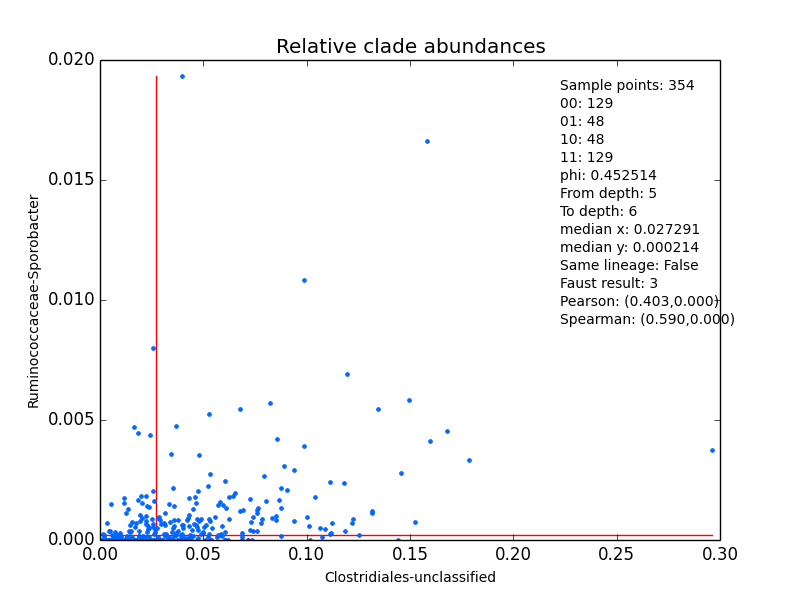 Relative clade abundances
0.020
0.015
0.010
0.005
0.000
Ruminococcaceae-Sporobacter
Sample points: 354
00: 129
01: 48
10: 48
11: 129
phi: 0.452514
From depth: 5
To depth: 6
median x: 0.027291
median y: 0.000214
Same lineage: False
Faust result: 3
Pearson: (0.403,0.000)
Spearman: (0.590,0.000)
0.00 0.05 0.10 0.15 0.20 0.25 0.30
Clostridiales-unclassified